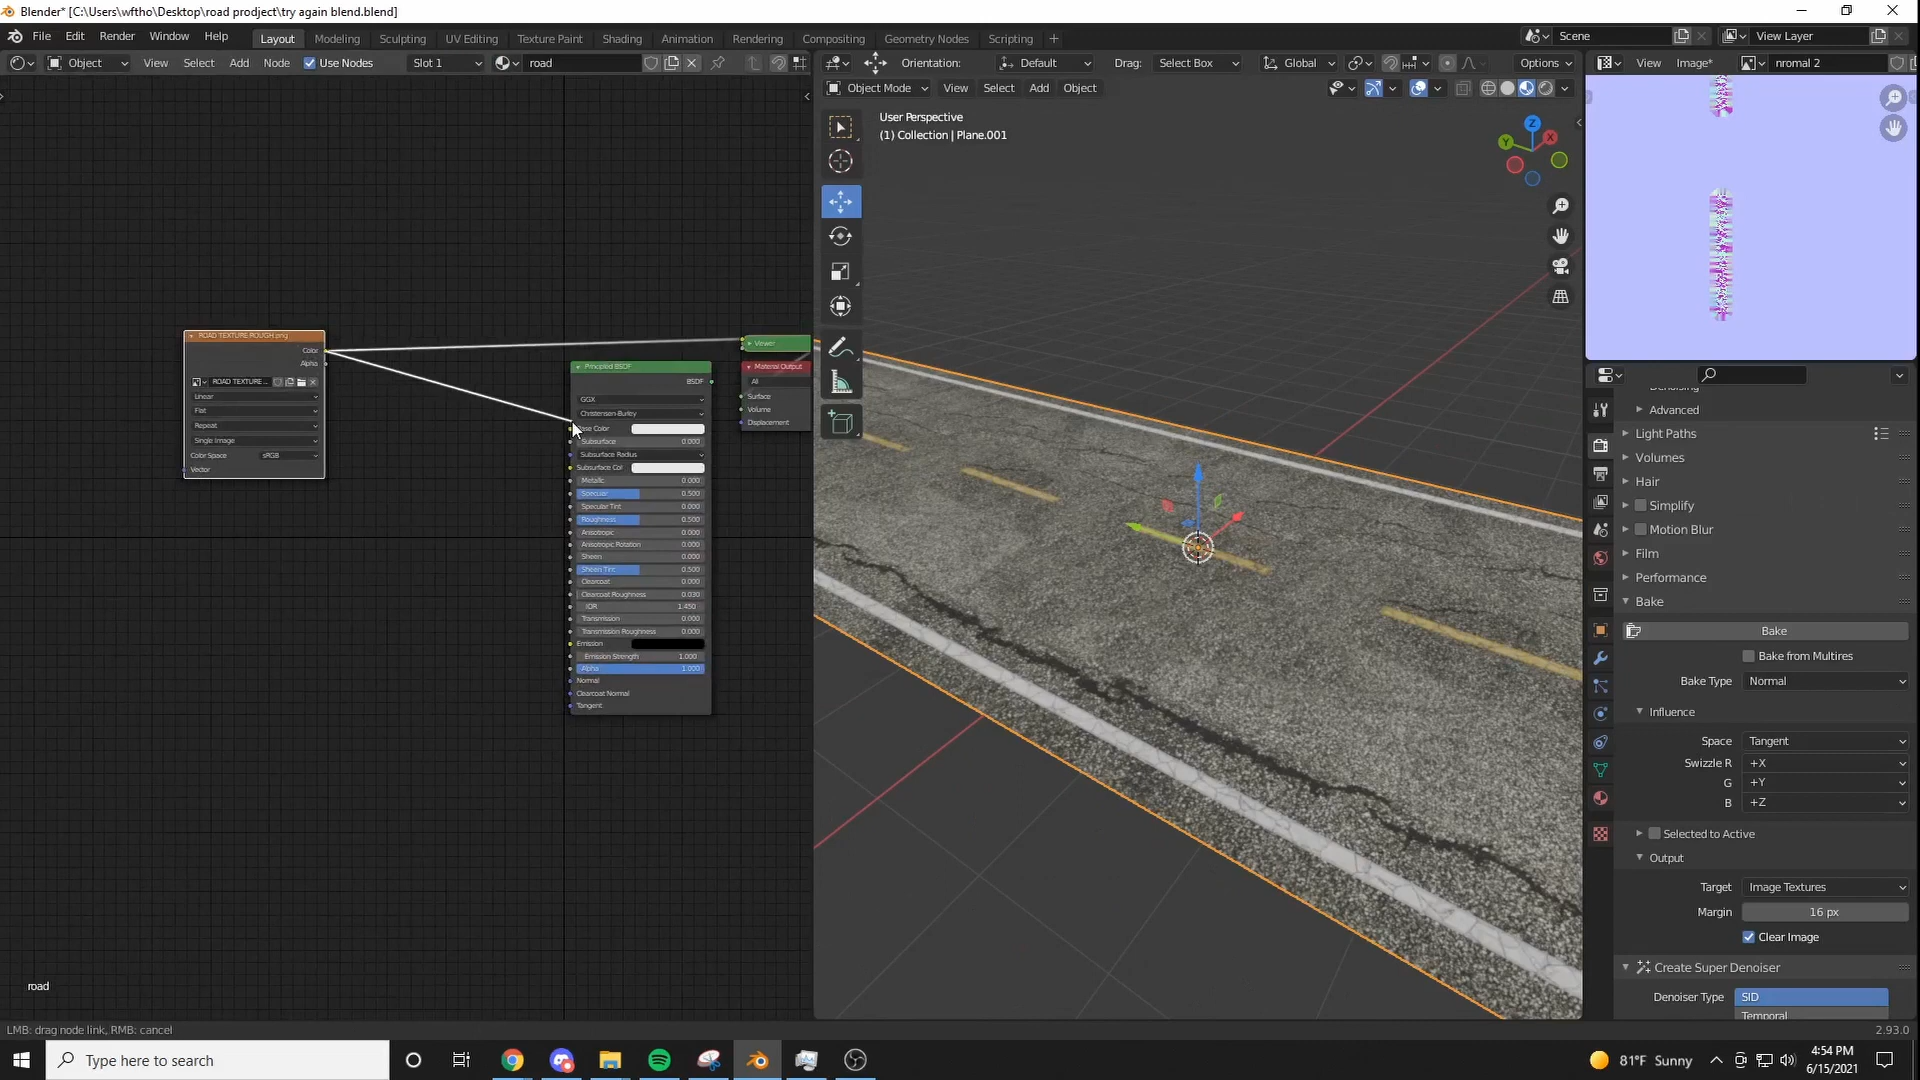 Blender* [C:\Users\wftho\Desktop\road prodject\try again blend.blend]
File Edit Render Window Help Layout Modeling Sculpting UV Editing Texture Paint Shading Animation Rendering Compositing Geometry Nodes Scripting + Scene View Layer
Object View Select Add Node Use Nodes Slot 1 road
Orientation: Default Drag: Select Box Global Options
View Image* nromal 2
Object Mode View Select Add Object
User Perspective
(1) Collection | Plane.001
Z
Y
X
ROAD TEXTURE ROUGH.png
Color
Alpha
ROAD TEXTURE ...
Linear
Flat
Repeat
Single Image
Color Space sRGB
Vector
Principled BSDF
BSDF
GGX
Christensen-Burley
Base Color
Subsurface 0.000
Subsurface Radius
Subsurface Col
Metallic 0.000
Specular 0.500
Specular Tint 0.000
Roughness 0.500
Anisotropic 0.000
Anisotropic Rotation 0.000
Sheen 0.000
Sheen Tint 0.500
Clearcoat 0.000
Clearcoat Roughness 0.030
IOR 1.450
Transmission 0.000
Transmission Roughness 0.000
Emission
Emission Strength 1.000
Alpha 1.000
Normal
Clearcoat Normal
Tangent
Viewer
Material Output
All
Surface
Volume
Displacement
Advanced
Light Paths
Volumes
Hair
Simplify
Motion Blur
Film
Performance
Bake
Bake
Bake from Multires
Bake Type Normal
Influence
Space Tangent
Swizzle R +X
G +Y
B +Z
Selected to Active
Output
Target Image Textures
Margin 16 px
Clear Image
Create Super Denoiser
Denoiser Type SID
Temporal
road
LMB: drag node link, RMB: cancel
2.93.0
Type here to search
81°F Sunny
4:54 PM
6/15/2021